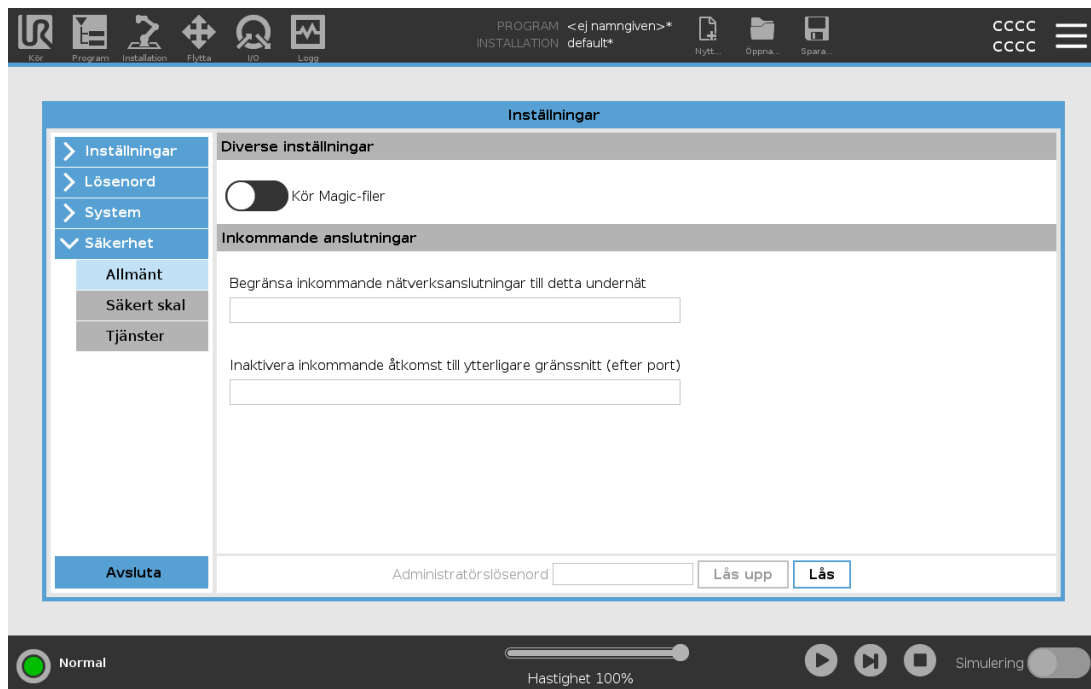 PROGRAM <ej namngiven>*
INSTALLATION default*
CCCC
CCCC
Kör
Program
Installation
Flytta
I/O
Logg
Nytt...
Öppna...
Spara...
Inställningar
Inställningar
Lösenord
System
Säkerhet
Allmänt
Säkert skal
Tjänster
Avsluta
Diverse inställningar
Kör Magic-filer
Inkommande anslutningar
Begränsa inkommande nätverksanslutningar till detta undernät
Inaktivera inkommande åtkomst till ytterligare gränssnitt (efter port)
Administratörslösenord
Lås upp
Lås
Normal
Hastighet 100%
Simulering